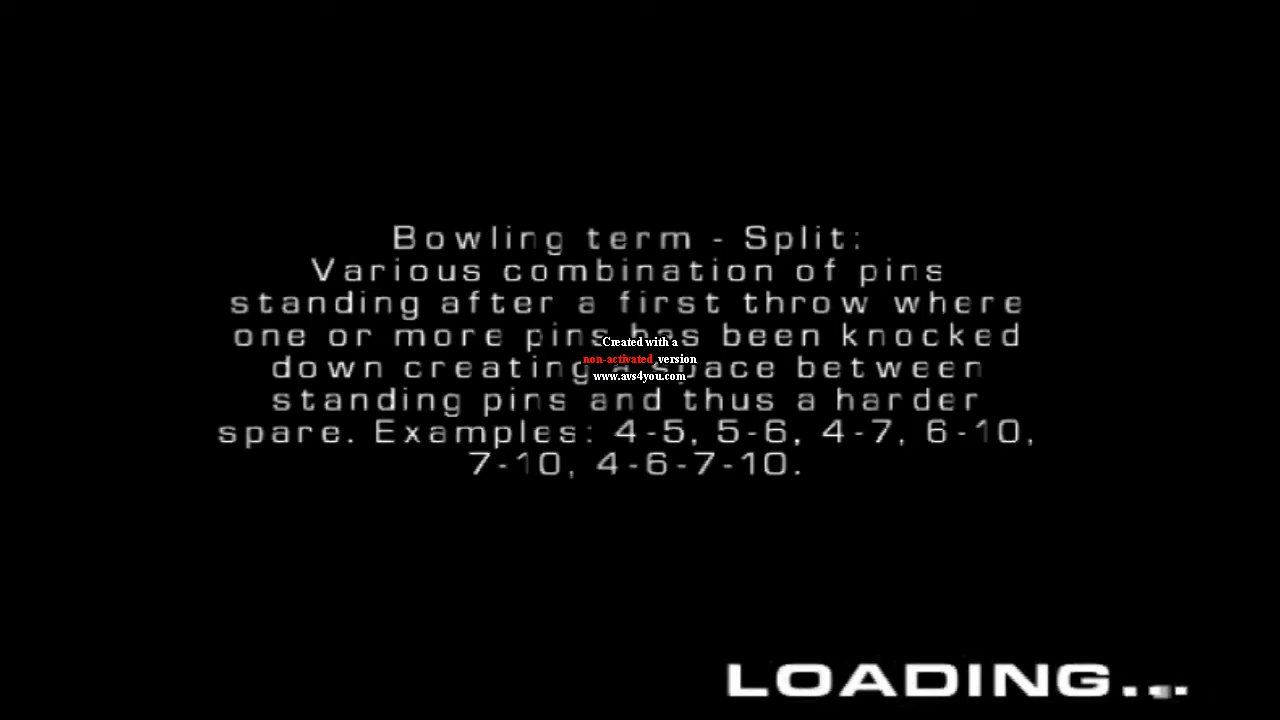 Bowling term - Split:
Various combination of pins
standing after a first throw where
one or more pins has been knocked
down creating a space between
standing pins and thus a harder
spare. Examples: 4-5, 5-6, 4-7, 6-10,
7-10, 4-6-7-10.
Created with a
non-activated version
www.avs4you.com
LOADING...